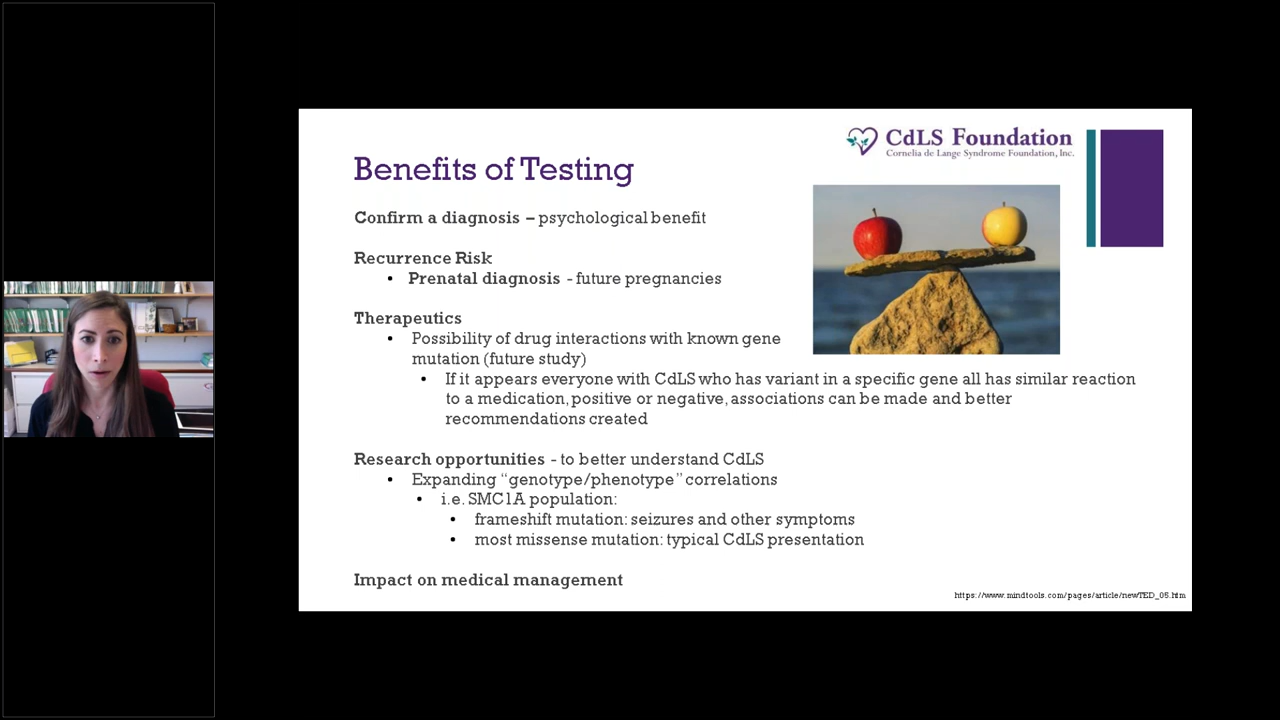 CdLS Foundation
Cornelia de Lange Syndrome Foundation, Inc.
Benefits of Testing
Confirm a diagnosis – psychological benefit
Recurrence Risk
• Prenatal diagnosis - future pregnancies
Therapeutics
• Possibility of drug interactions with known gene
mutation (future study)
• If it appears everyone with CdLS who has variant in a specific gene all has similar reaction
to a medication, positive or negative, associations can be made and better
recommendations created
Research opportunities - to better understand CdLS
• Expanding “genotype/phenotype” correlations
• i.e. SMC1A population:
• frameshift mutation: seizures and other symptoms
• most missense mutation: typical CdLS presentation
Impact on medical management
https://www.mindtools.com/pages/article/newTED_05.htm